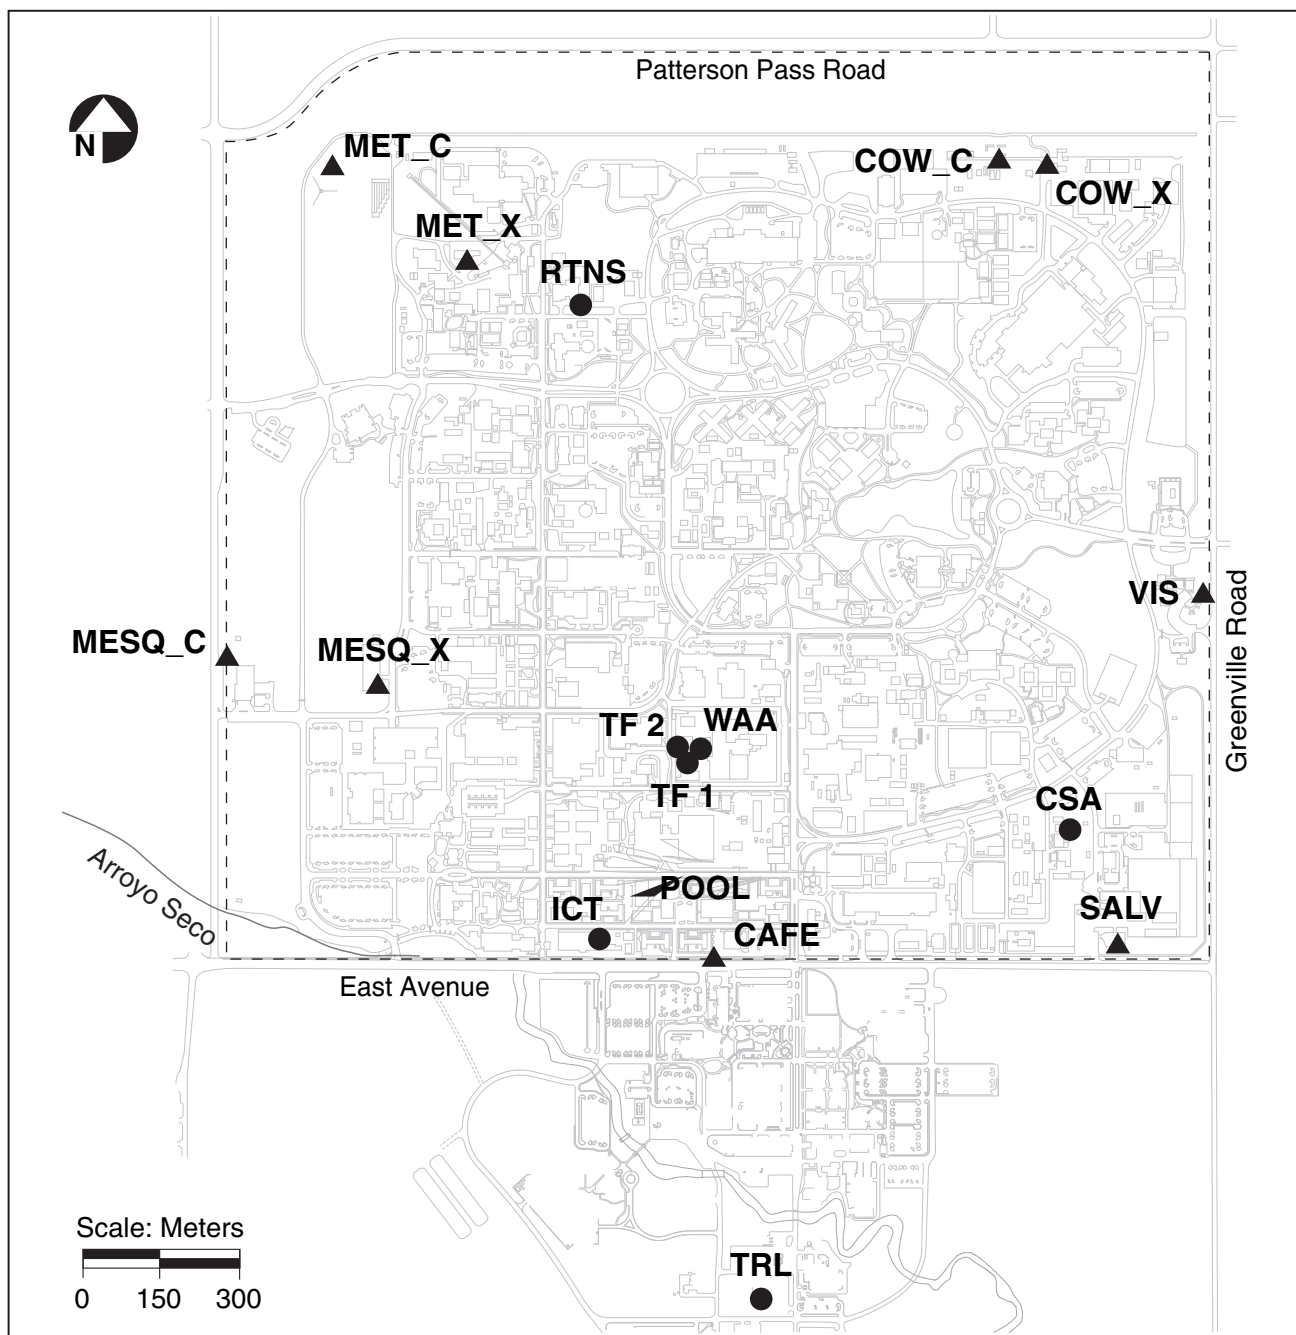 Patterson Pass Road
N
MET_C
COW_C
COW_X
MET_X
RTNS
VIS
Greenville Road
MESQ_C
MESQ_X
TF 2
WAA
TF 1
CSA
Arroyo Seco
POOL
ICT
CAFE
SALV
East Avenue
TRL
Scale: Meters
0 150 300